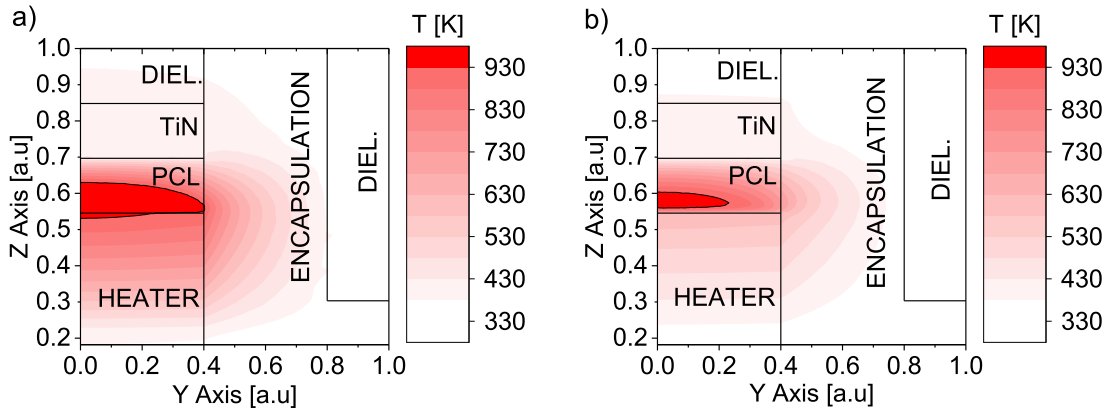 a)
T [K]
1.0
0.9
0.8
0.7
0.6
0.5
0.4
0.3
0.2
Z Axis [a.u]
DIEL.
TiN
PCL
HEATER
ENCAPSULATION
DIEL.
0.0 0.2 0.4 0.6 0.8 1.0
Y Axis [a.u]
930
830
730
630
530
430
330
b)
T [K]
1.0
0.9
0.8
0.7
0.6
0.5
0.4
0.3
0.2
Z Axis [a.u]
DIEL.
TiN
PCL
HEATER
ENCAPSULATION
DIEL.
0.0 0.2 0.4 0.6 0.8 1.0
Y Axis [a.u]
930
830
730
630
530
430
330